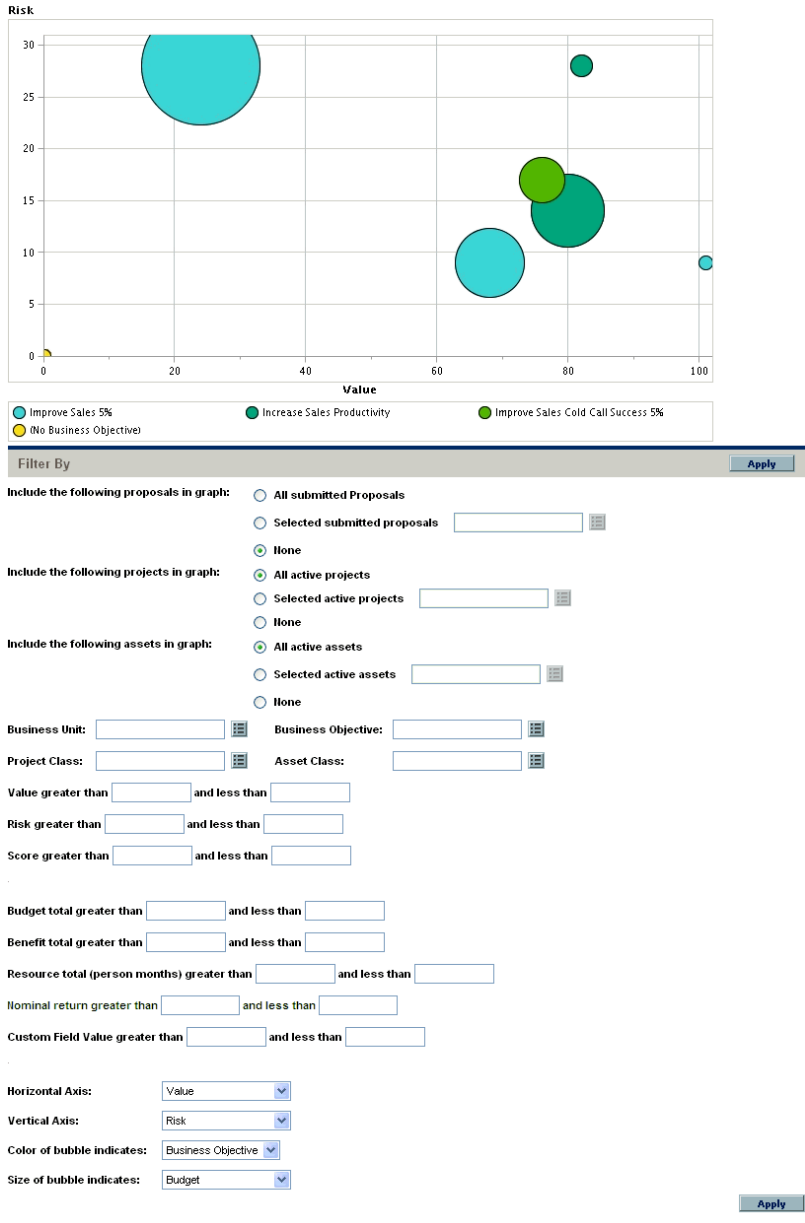 Risk
30
25
20
15
10
5
0
0 20 40 60 80 100
Value
Improve Sales 5% Increase Sales Productivity Improve Sales Cold Call Success 5%
(No Business Objective)
Filter By Apply
Include the following proposals in graph: All submitted Proposals
Selected submitted proposals
None
Include the following projects in graph: All active projects
Selected active projects
None
Include the following assets in graph: All active assets
Selected active assets
None
Business Unit: Business Objective:
Project Class: Asset Class:
Value greater than and less than
Risk greater than and less than
Score greater than and less than
Budget total greater than and less than
Benefit total greater than and less than
Resource total (person months) greater than and less than
Nominal return greater than and less than
Custom Field Value greater than and less than
Horizontal Axis: Value
Vertical Axis: Risk
Color of bubble indicates: Business Objective
Size of bubble indicates: Budget
Apply